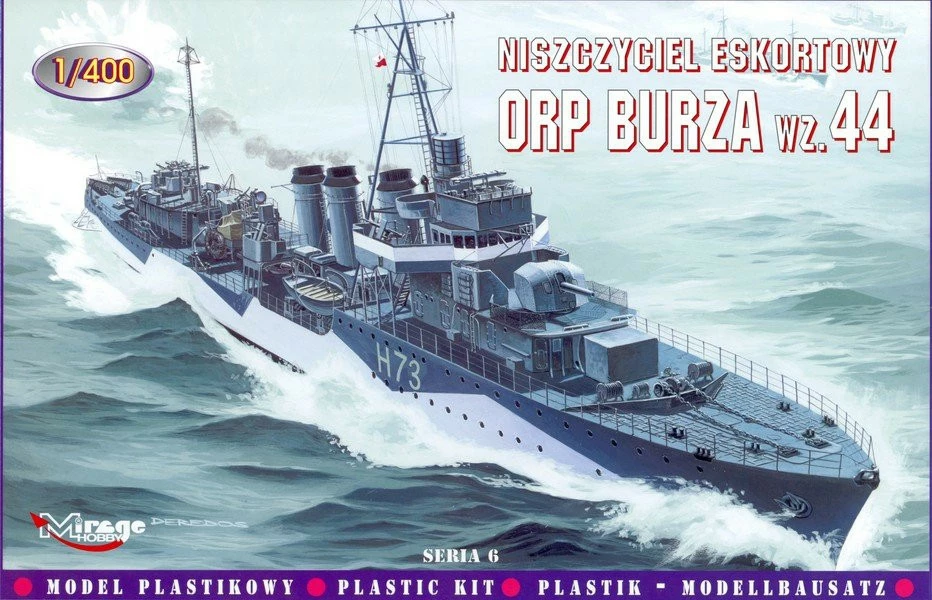 1/400
NISZCZYCIEL ESKORTOWY
ORP BURZA wz.44
H73
Mirage
HOBBY
DEREDOS
SERIA 6
MODEL PLASTIKOWY PLASTIC KIT PLASTIK - MODELLBAUSATZ